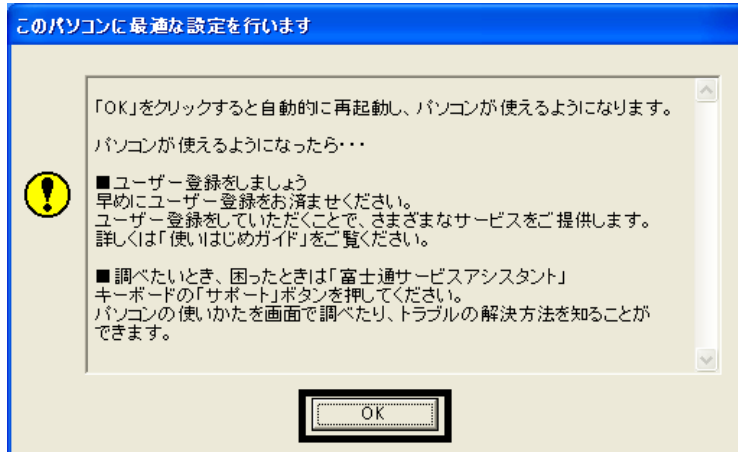 このパソコンに最適な設定を行います
「OK」をクリックすると自動的に再起動し、パソコンが使えるようになります。
パソコンが使えるようになったら・・・
■ユーザー登録をしましょう
早めにユーザー登録をお済ませください。
ユーザー登録をしていただくことで、さまざまなサービスをご提供します。
詳しくは「使いはじめガイド」をご覧ください。
■調べたいとき、困ったときは「富士通サービスアシスタント」
キーボードの「サポート」ボタンを押してください。
パソコンの使いかたを画面で調べたり、トラブルの解決方法を知ることが
できます。
OK